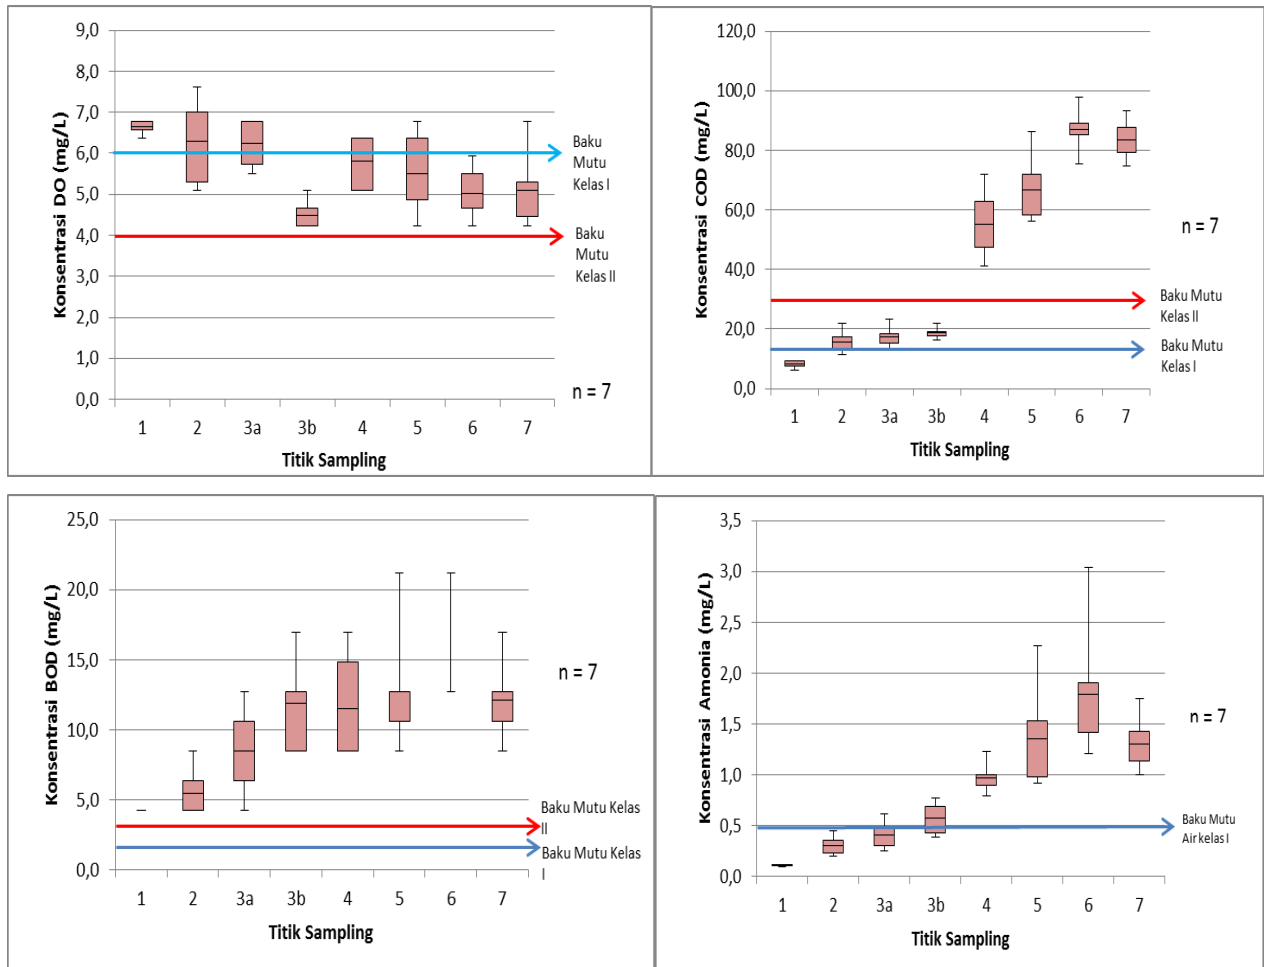 Konsentrasi DO (mg/L)
9,0
8,0
7,0
6,0
5,0
4,0
3,0
2,0
1,0
0,0
Baku
Mutu
Kelas I
Baku
Mutu
Kelas II
n = 7
1 2 3a 3b 4 5 6 7
Titik Sampling
Konsentrasi COD (mg/L)
120,0
100,0
80,0
60,0
40,0
20,0
0,0
n = 7
Baku Mutu
Kelas II
Baku Mutu
Kelas I
1 2 3a 3b 4 5 6 7
Titik Sampling
Konsentrasi BOD (mg/L)
25,0
20,0
15,0
10,0
5,0
0,0
n = 7
Baku Mutu Kelas
II
Baku Mutu Kelas
I
1 2 3a 3b 4 5 6 7
Titik Sampling
Konsentrasi Amonia (mg/L)
3,5
3,0
2,5
2,0
1,5
1,0
0,5
0,0
n = 7
Baku Mutu
Air kelas I
1 2 3a 3b 4 5 6 7
Titik Sampling